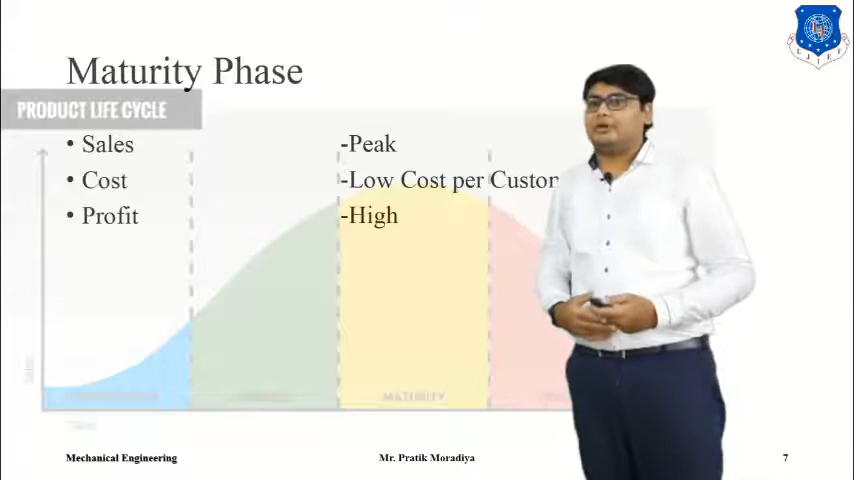 Maturity Phase
PRODUCT LIFE CYCLE
• Sales -Peak
• Cost -Low Cost per Custon
• Profit -High
MATURITY
Mechanical Engineering Mr. Pratik Moradiya 7